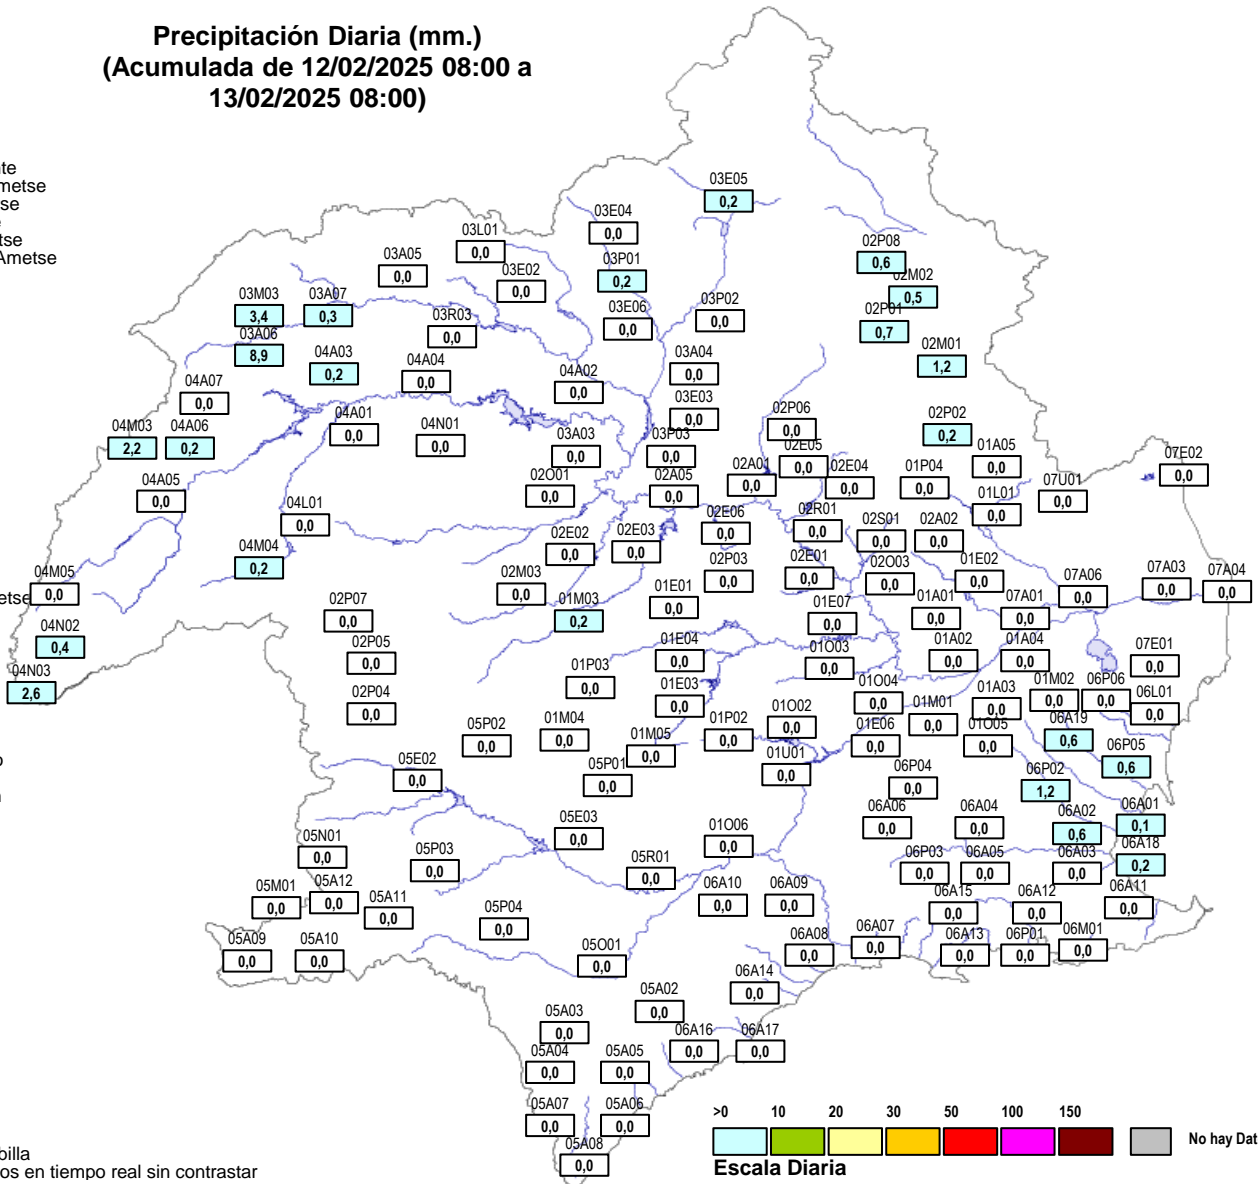 Precipitación Diaria (mm.)
(Acumulada de 12/02/2025 08:00 a
13/02/2025 08:00)
03E05
0,2
03E04
0,0
03L01
0,0
03A05
0,0
03E02
0,0
03P01
0,2
02P08
0,6
02M02
0,5
03M03
3,4
03A07
0,3
03R03
0,0
03E06
0,0
03P02
0,0
02P01
0,7
03A06
8,9
04A03
0,2
04A04
0,0
04A02
0,0
03A04
0,0
02M01
1,2
04A07
0,0
03E03
0,0
04M03
2,2
04A06
0,2
04A01
0,0
04N01
0,0
03A03
0,0
03P03
0,0
02P06
0,0
02E05
0,0
02P02
0,2
01A05
0,0
07E02
0,0
04A05
0,0
02O01
0,0
02A05
0,0
02A01
0,0
02E04
0,0
01P04
0,0
01L01
0,0
07U01
0,0
04L01
0,0
02E06
0,0
02R01
0,0
02S01
0,0
02A02
0,0
04M04
0,2
02E02
0,0
02E03
0,0
04M05
0,0
02M03
0,0
02P03
0,0
02E01
0,0
02O03
0,0
01E02
0,0
07A06
0,0
07A03
0,0
07A04
0,0
02P07
0,0
01M03
0,2
01E01
0,0
01E07
0,0
01A01
0,0
07A01
0,0
04N02
0,4
02P05
0,0
01E04
0,0
01O03
0,0
01A02
0,0
01A04
0,0
07E01
0,0
04N03
2,6
02P04
0,0
01P03
0,0
01E03
0,0
01O04
0,0
01A03
0,0
01M02
0,0
06P06
0,0
06L01
0,0
05P02
0,0
01M04
0,0
01M05
0,0
01P02
0,0
01O02
0,0
01E06
0,0
01M01
0,0
01O05
0,0
06A19
0,6
06P05
0,6
05E02
0,0
05P01
0,0
01U01
0,0
06P04
0,0
06P02
1,2
05E03
0,0
01O06
0,0
06A06
0,0
06A04
0,0
06A02
0,6
06A01
0,1
05N01
0,0
05P03
0,0
05R01
0,0
06P03
0,0
06A05
0,0
06A03
0,0
06A18
0,2
05M01
0,0
05A12
0,0
05A11
0,0
05P04
0,0
06A10
0,0
06A09
0,0
06A15
0,0
06A12
0,0
06A11
0,0
05A09
0,0
05A10
0,0
05O01
0,0
06A08
0,0
06A07
0,0
06A13
0,0
06P01
0,0
06M01
0,0
06A14
0,0
05A02
0,0
05A03
0,0
06A16
0,0
06A17
0,0
05A04
0,0
05A05
0,0
05A07
0,0
05A06
0,0
05A08
0,0
>0 10 20 30 50 100 150
No hay Dat
Escala Diaria
os en tiempo real sin contrastar